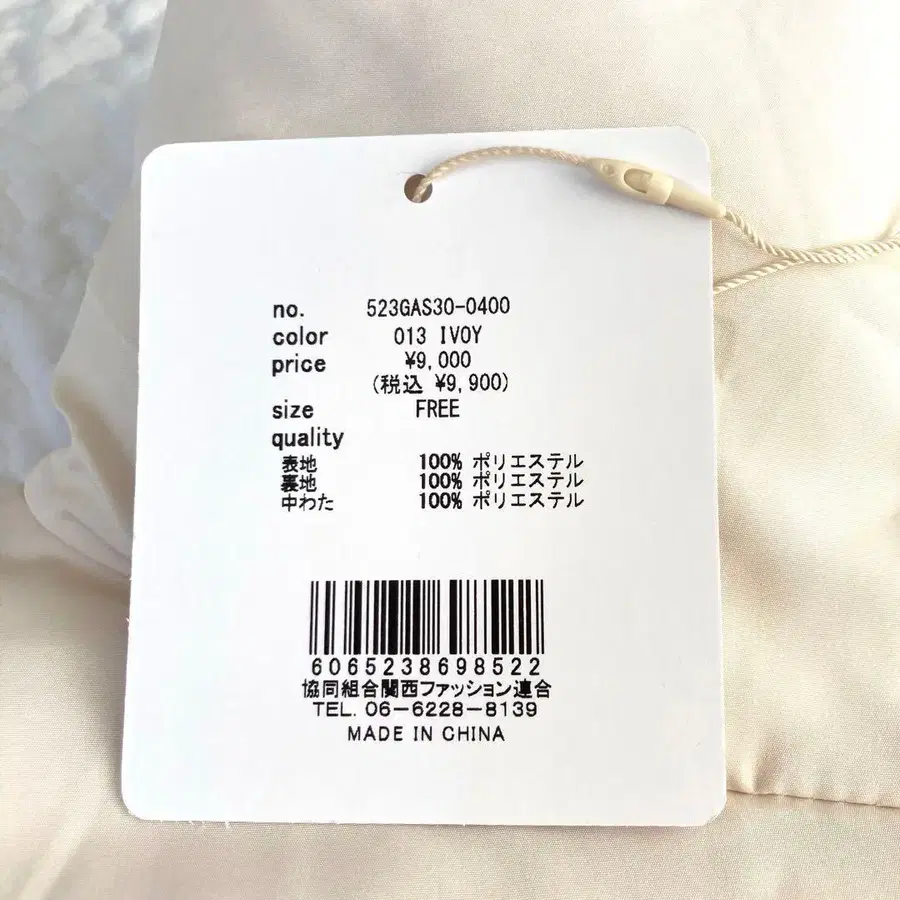 no. 523GAS30-0400
color 013 IVOY
price ¥9,000
(税込 ¥9,900)
size FREE
quality
表地 100% ポリエステル
裏地 100% ポリエステル
中わた 100% ポリエステル
6065238698522
協同組合関西ファッション連合
TEL. 06-6228-8139
MADE IN CHINA